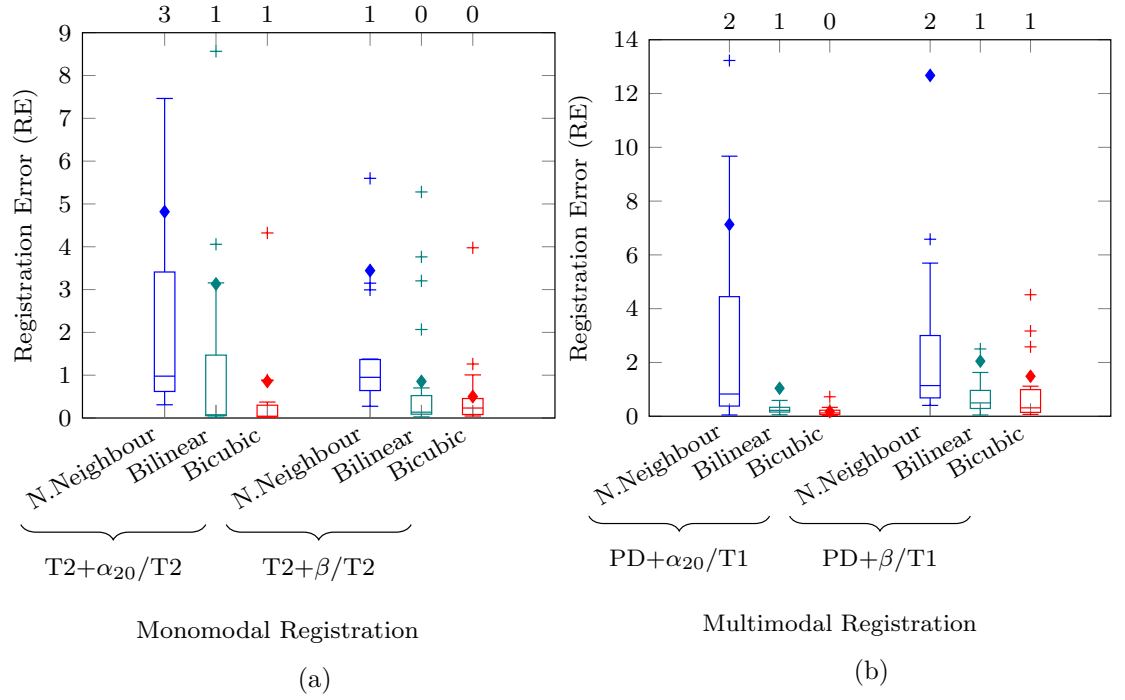 3 1 1 1 0 0
9
8
7
6
5
4
3
2
1
0
Registration Error (RE)
N.Neighbour
Bilinear
Bicubic
N.Neighbour
Bilinear
Bicubic
T2+α20/T2
T2+β/T2
Monomodal Registration
(a)
2 1 0 2 1 1
14
12
10
8
6
4
2
0
Registration Error (RE)
N.Neighbour
Bilinear
Bicubic
N.Neighbour
Bilinear
Bicubic
PD+α20/T1
PD+β/T1
Multimodal Registration
(b)